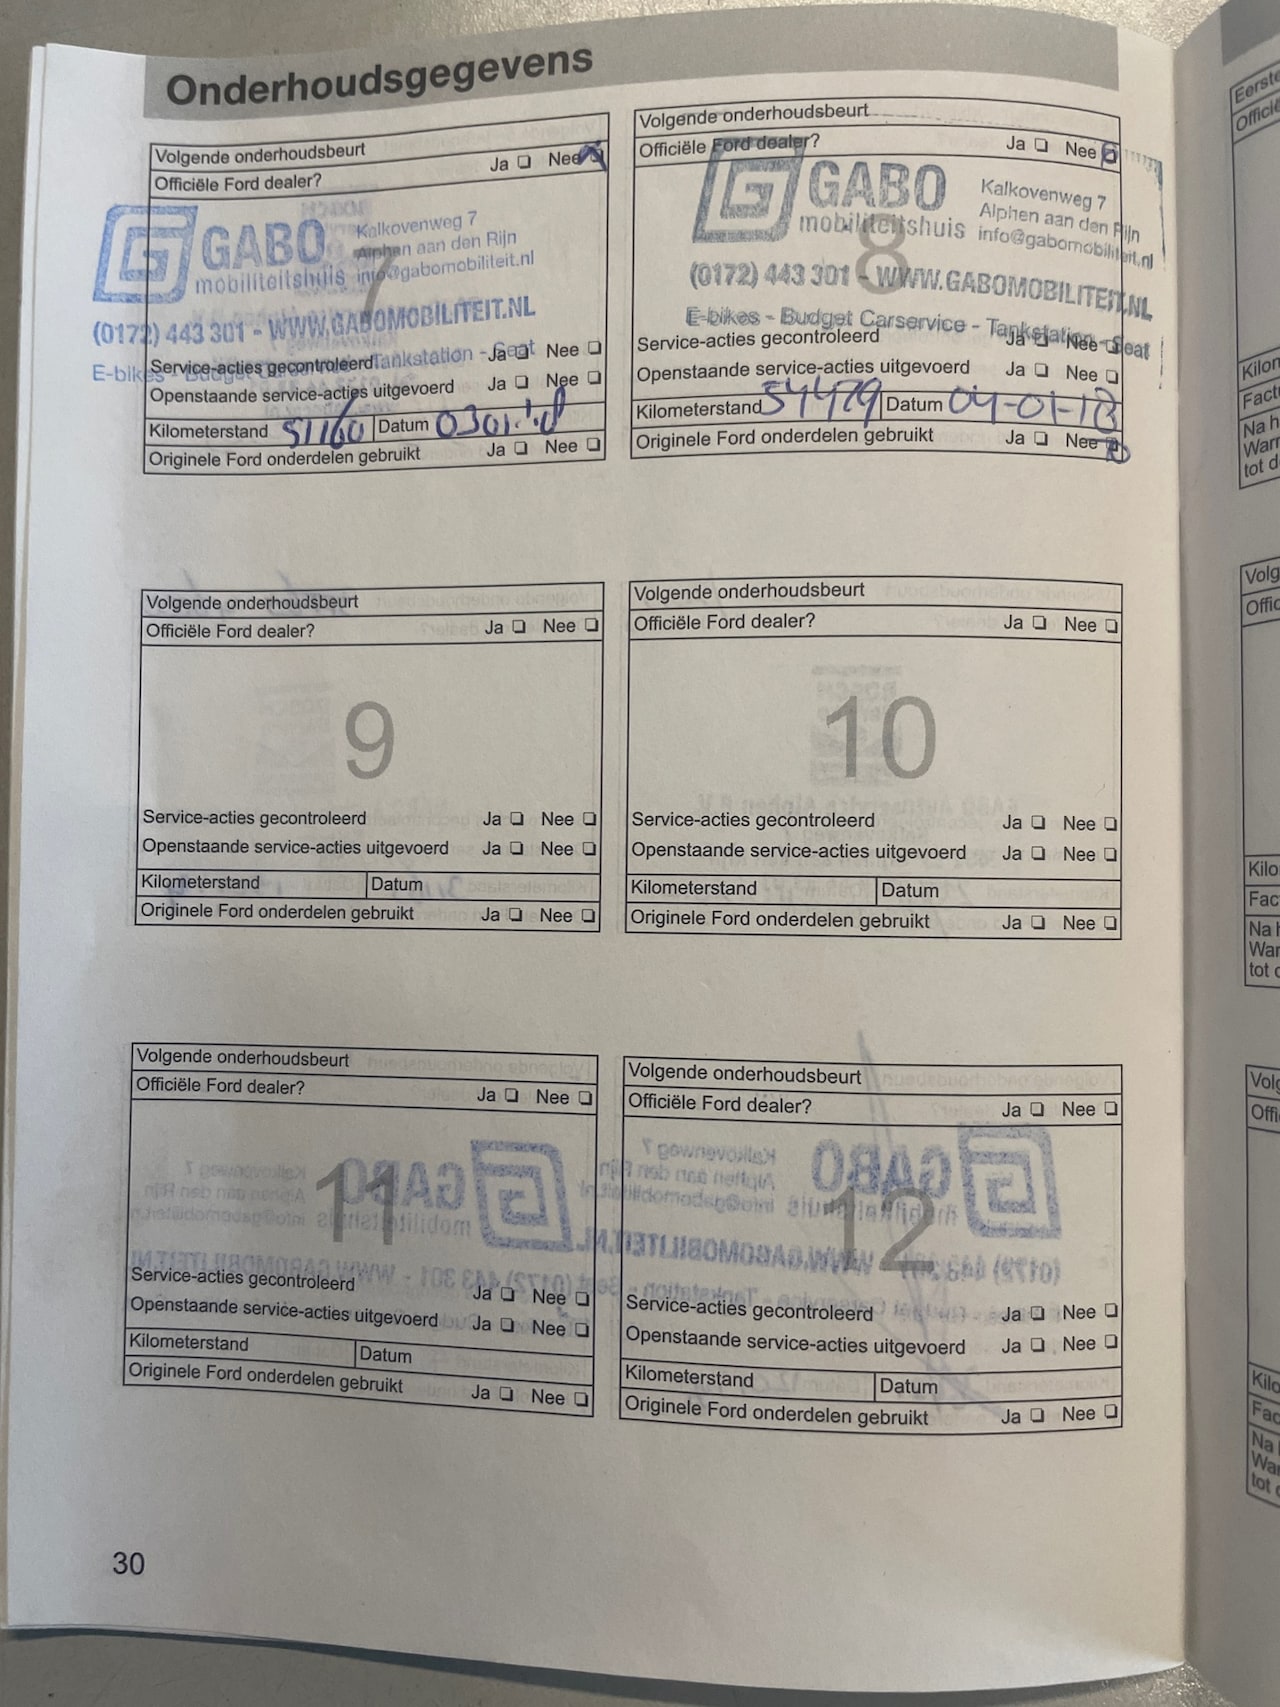 Onderhoudsgegevens
Volgende onderhoudsbeurt
Officiële Ford dealer? Ja ❏ Nee ❏
GABO
mobiliteitshuis
Kalkovenweg 7
Alphen aan den Rijn
info@gabomobiliteit.nl
7
(0172) 443 301 - WWW.GABOMOBILITEIT.NL
E-bikes - Budget Tankstation - Seat
Service-acties gecontroleerd Ja ❏ Nee ❏
Openstaande service-acties uitgevoerd Ja ❏ Nee ❏
Kilometerstand 51160 Datum
Originele Ford onderdelen gebruikt Ja ❏ Nee ❏
Volgende onderhoudsbeurt
Officiële Ford dealer? Ja ❏ Nee ❏
GABO
mobiliteitshuis
Kalkovenweg 7
Alphen aan den Rijn
info@gabomobiliteit.nl
8
(0172) 443 301 - WWW.GABOMOBILITEIT.NL
E-bikes - Budget Carservice - Tankstation - Seat
Service-acties gecontroleerd Ja ❏ Nee ❏
Openstaande service-acties uitgevoerd Ja ❏ Nee ❏
Kilometerstand 54479 Datum 04-01-18
Originele Ford onderdelen gebruikt Ja ❏ Nee ❏
Volgende onderhoudsbeurt
Officiële Ford dealer? Ja ❏ Nee ❏
9
Service-acties gecontroleerd Ja ❏ Nee ❏
Openstaande service-acties uitgevoerd Ja ❏ Nee ❏
Kilometerstand Datum
Originele Ford onderdelen gebruikt Ja ❏ Nee ❏
Volgende onderhoudsbeurt
Officiële Ford dealer? Ja ❏ Nee ❏
10
Service-acties gecontroleerd Ja ❏ Nee ❏
Openstaande service-acties uitgevoerd Ja ❏ Nee ❏
Kilometerstand Datum
Originele Ford onderdelen gebruikt Ja ❏ Nee ❏
Volgende onderhoudsbeurt
Officiële Ford dealer? Ja ❏ Nee ❏
11
Service-acties gecontroleerd Ja ❏ Nee ❏
Openstaande service-acties uitgevoerd Ja ❏ Nee ❏
Kilometerstand Datum
Originele Ford onderdelen gebruikt Ja ❏ Nee ❏
Volgende onderhoudsbeurt
Officiële Ford dealer? Ja ❏ Nee ❏
12
Service-acties gecontroleerd Ja ❏ Nee ❏
Openstaande service-acties uitgevoerd Ja ❏ Nee ❏
Kilometerstand Datum
Originele Ford onderdelen gebruikt Ja ❏ Nee ❏
30